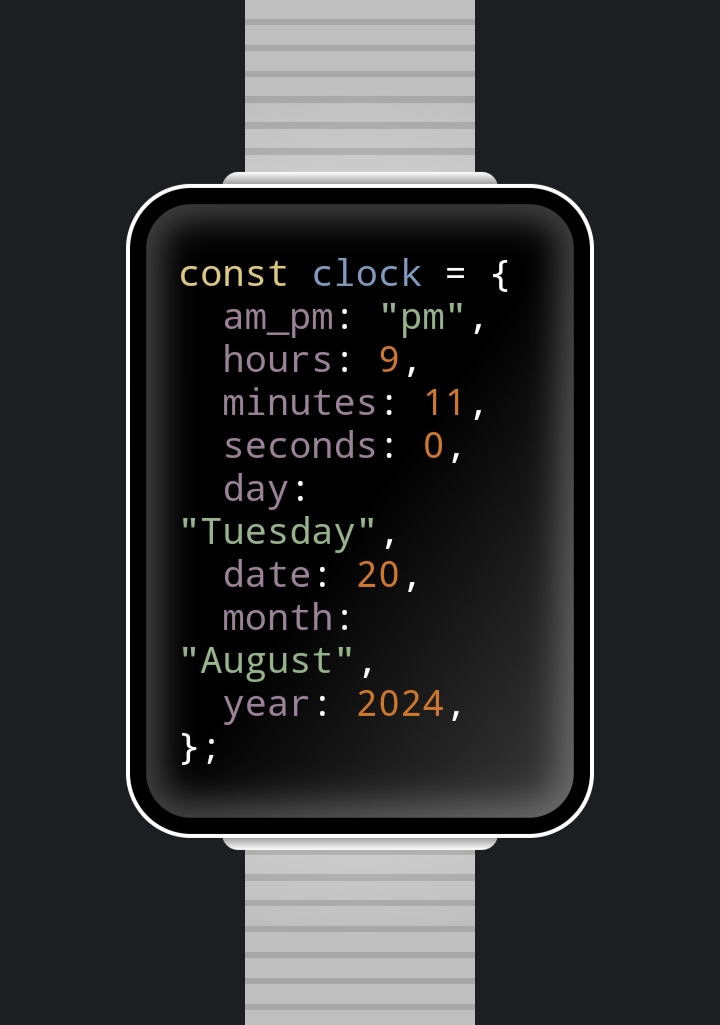 const clock = {
  am_pm: "pm",
  hours: 9,
  minutes: 11,
  seconds: 0,
  day:
"Tuesday",
  date: 20,
  month:
"August",
  year: 2024,
};